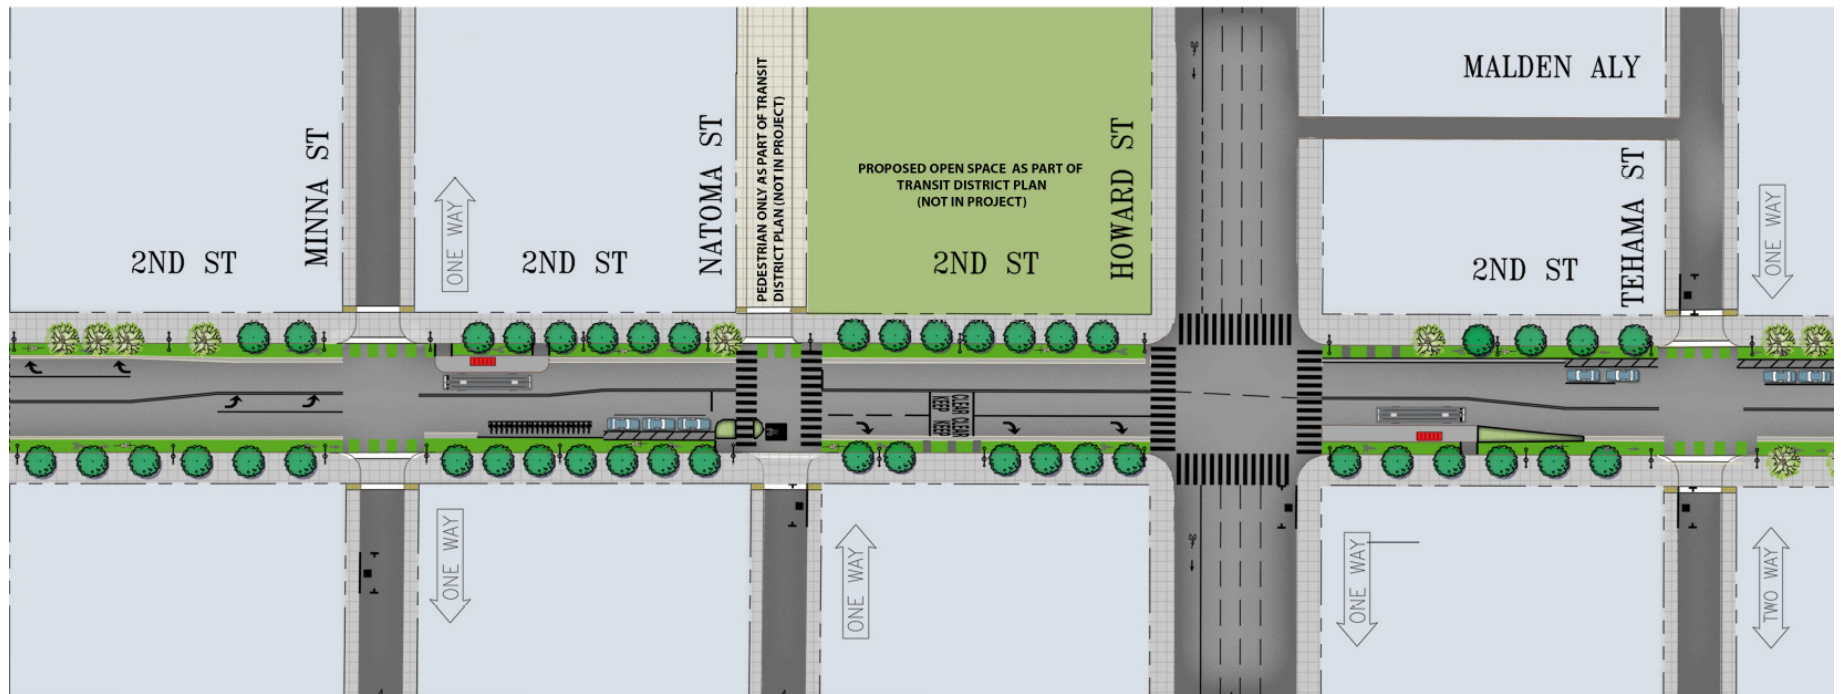 MALDEN ALY
MINNA ST
NATOMA ST
PEDESTRIAN ONLY AS PART OF TRANSIT
DISTRICT PLAN (NOT IN PROJECT)
PROPOSED OPEN SPACE AS PART OF
TRANSIT DISTRICT PLAN
(NOT IN PROJECT)
HOWARD ST
TEHAMA ST
ONE WAY
ONE WAY
2ND ST
2ND ST
2ND ST
2ND ST
KEEP
CLEAR
KEEP
CLEAR
ONE WAY
ONE WAY
ONE WAY
TWO WAY